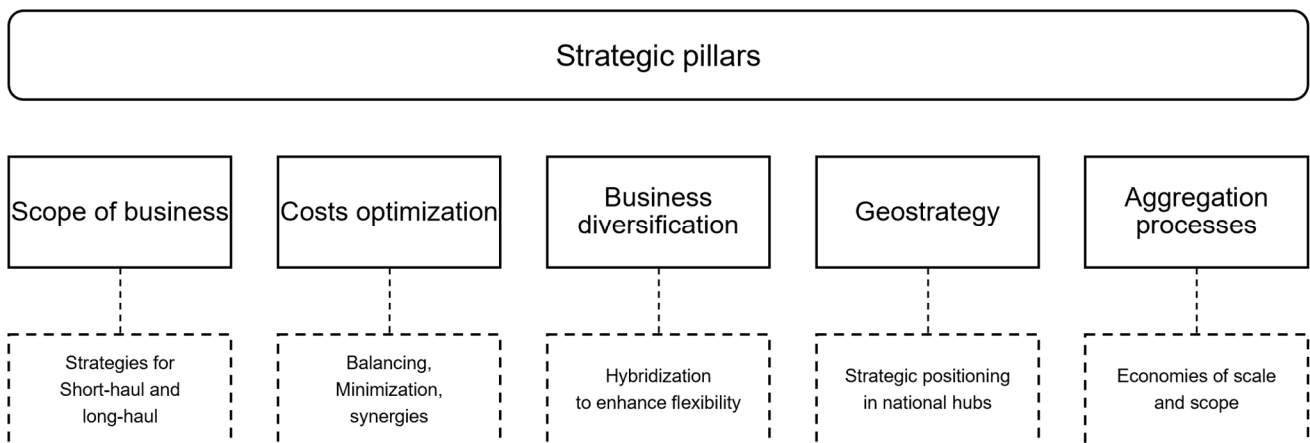 Strategic pillars
Scope of business
Costs optimization
Business
diversification
Geostrategy
Aggregation
processes
Strategies for
Short-haul and
long-haul
Balancing,
Minimization,
synergies
Hybridization
to enhance flexibility
Strategic positioning
in national hubs
Economies of scale
and scope